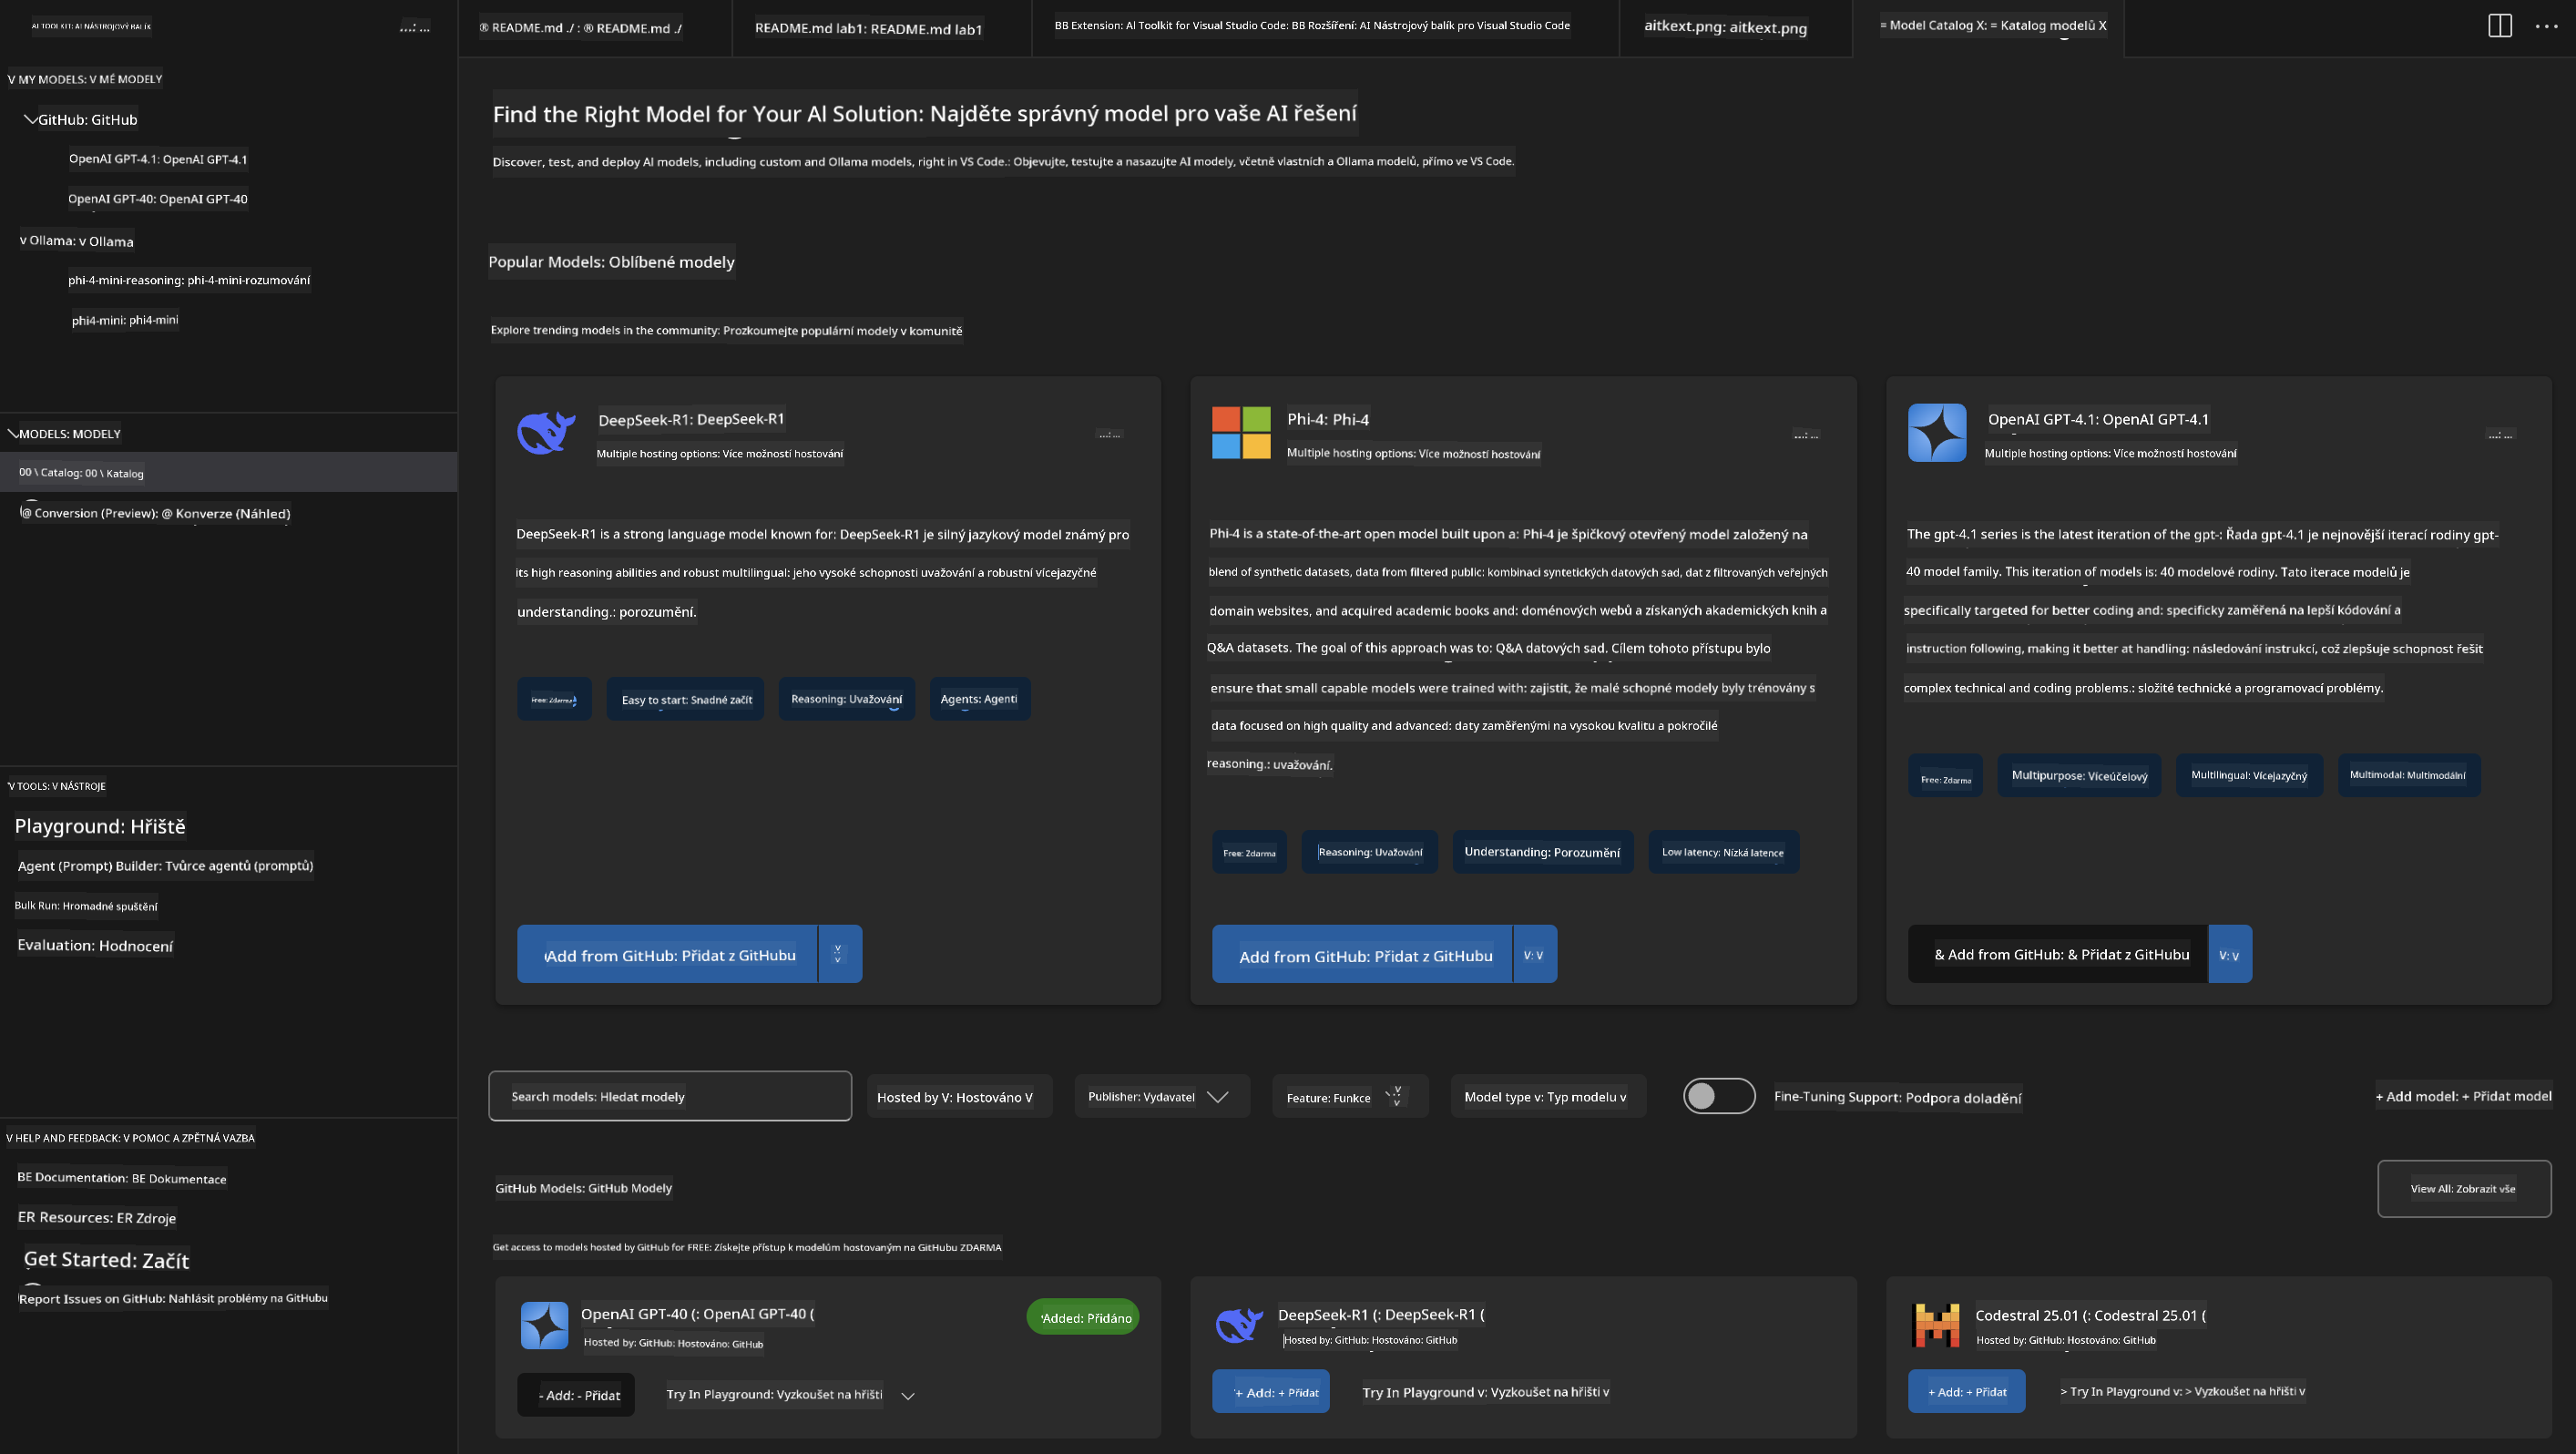 AI TOOLKIT: AI NÁSTROJOVÝ BALÍK
....: ...
® README.md ./ : ® README.md ./
README.md lab1: README.md lab1
BB Extension: AI Toolkit for Visual Studio Code: BB Rozšíření: AI Nástrojový balík pro Visual Studio Code
aitkext.png: aitkext.png
= Model Catalog X: = Katalog modelů X
V MY MODELS: V MÉ MODELY
GitHub: GitHub
OpenAI GPT-4.1: OpenAI GPT-4.1
OpenAI GPT-40: OpenAI GPT-40
v Ollama: v Ollama
phi-4-mini-reasoning: phi-4-mini-rozumování
phi4-mini: phi4-mini
MODELS: MODELY
00 \ Catalog: 00 \ Katalog
@ Conversion (Preview): @ Konverze (Náhled)
V TOOLS: V NÁSTROJE
Playground: Hřiště
Agent (Prompt) Builder: Tvůrce agentů (promptů)
Bulk Run: Hromadné spuštění
Evaluation: Hodnocení
V HELP AND FEEDBACK: V POMOC A ZPĚTNÁ VAZBA
BE Documentation: BE Dokumentace
ER Resources: ER Zdroje
Get Started: Začít
Report Issues on GitHub: Nahlásit problémy na GitHubu
Find the Right Model for Your Al Solution: Najděte správný model pro vaše AI řešení
Discover, test, and deploy AI models, including custom and Ollama models, right in VS Code.: Objevujte, testujte a nasazujte AI modely, včetně vlastních a Ollama modelů, přímo ve VS Code.
Popular Models: Oblíbené modely
Explore trending models in the community: Prozkoumejte populární modely v komunitě
DeepSeek-R1: DeepSeek-R1
....: ...
Multiple hosting options: Více možností hostování
DeepSeek-R1 is a strong language model known for: DeepSeek-R1 je silný jazykový model známý pro
its high reasoning abilities and robust multilingual: jeho vysoké schopnosti uvažování a robustní vícejazyčné
understanding.: porozumění.
Free: Zdarma
Easy to start: Snadné začít
Reasoning: Uvažování
Agents: Agenti
Add from GitHub: Přidat z GitHubu
v: v
Phi-4: Phi-4
....: ...
Multiple hosting options: Více možností hostování
Phi-4 is a state-of-the-art open model built upon a: Phi-4 je špičkový otevřený model založený na
blend of synthetic datasets, data from filtered public: kombinaci syntetických datových sad, dat z filtrovaných veřejných
domain websites, and acquired academic books and: doménových webů a získaných akademických knih a
Q&A datasets. The goal of this approach was to: Q&A datových sad. Cílem tohoto přístupu bylo
ensure that small capable models were trained with: zajistit, že malé schopné modely byly trénovány s
data focused on high quality and advanced: daty zaměřenými na vysokou kvalitu a pokročilé
reasoning.: uvažování.
Free: Zdarma
Reasoning: Uvažování
Understanding: Porozumění
Low latency: Nízká latence
Add from GitHub: Přidat z GitHubu
V: V
OpenAI GPT-4.1: OpenAI GPT-4.1
....: ...
Multiple hosting options: Více možností hostování
The gpt-4.1 series is the latest iteration of the gpt-: Řada gpt-4.1 je nejnovější iterací rodiny gpt-
40 model family. This iteration of models is: 40 modelové rodiny. Tato iterace modelů je
specifically targeted for better coding and: specificky zaměřená na lepší kódování a
instruction following, making it better at handling: následování instrukcí, což zlepšuje schopnost řešit
complex technical and coding problems.: složité technické a programovací problémy.
Free: Zdarma
Multipurpose: Víceúčelový
Multilingual: Vícejazyčný
Multimodal: Multimodální
& Add from GitHub: & Přidat z GitHubu
V: V
Search models: Hledat modely
Hosted by V: Hostováno V
Publisher: Vydavatel
Feature: Funkce
v: v
Model type v: Typ modelu v
Fine-Tuning Support: Podpora doladění
+ Add model: + Přidat model
GitHub Models: GitHub Modely
View All: Zobrazit vše
Get access to models hosted by GitHub for FREE: Získejte přístup k modelům hostovaným na GitHubu ZDARMA
OpenAI GPT-40 (: OpenAI GPT-40 (
Added: Přidáno
Hosted by: GitHub: Hostováno: GitHub
- Add: - Přidat
Try In Playground: Vyzkoušet na hřišti
DeepSeek-R1 (: DeepSeek-R1 (
Hosted by: GitHub: Hostováno: GitHub
+ Add: + Přidat
Try In Playground v: Vyzkoušet na hřišti v
Codestral 25.01 (: Codestral 25.01 (
Hosted by: GitHub: Hostováno: GitHub
+ Add: + Přidat
> Try In Playground v: > Vyzkoušet na hřišti v